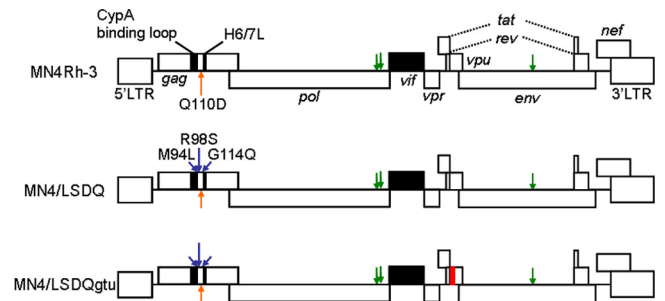 CypA
binding loop
H6/7L
tat
rev
nef
MN4Rh-3
gag
vpu
5'LTR
Q110D
pol
vif
vpr
env
3'LTR
R98S
M94L
G114Q
MN4/LSDQ
MN4/LSDQgtu